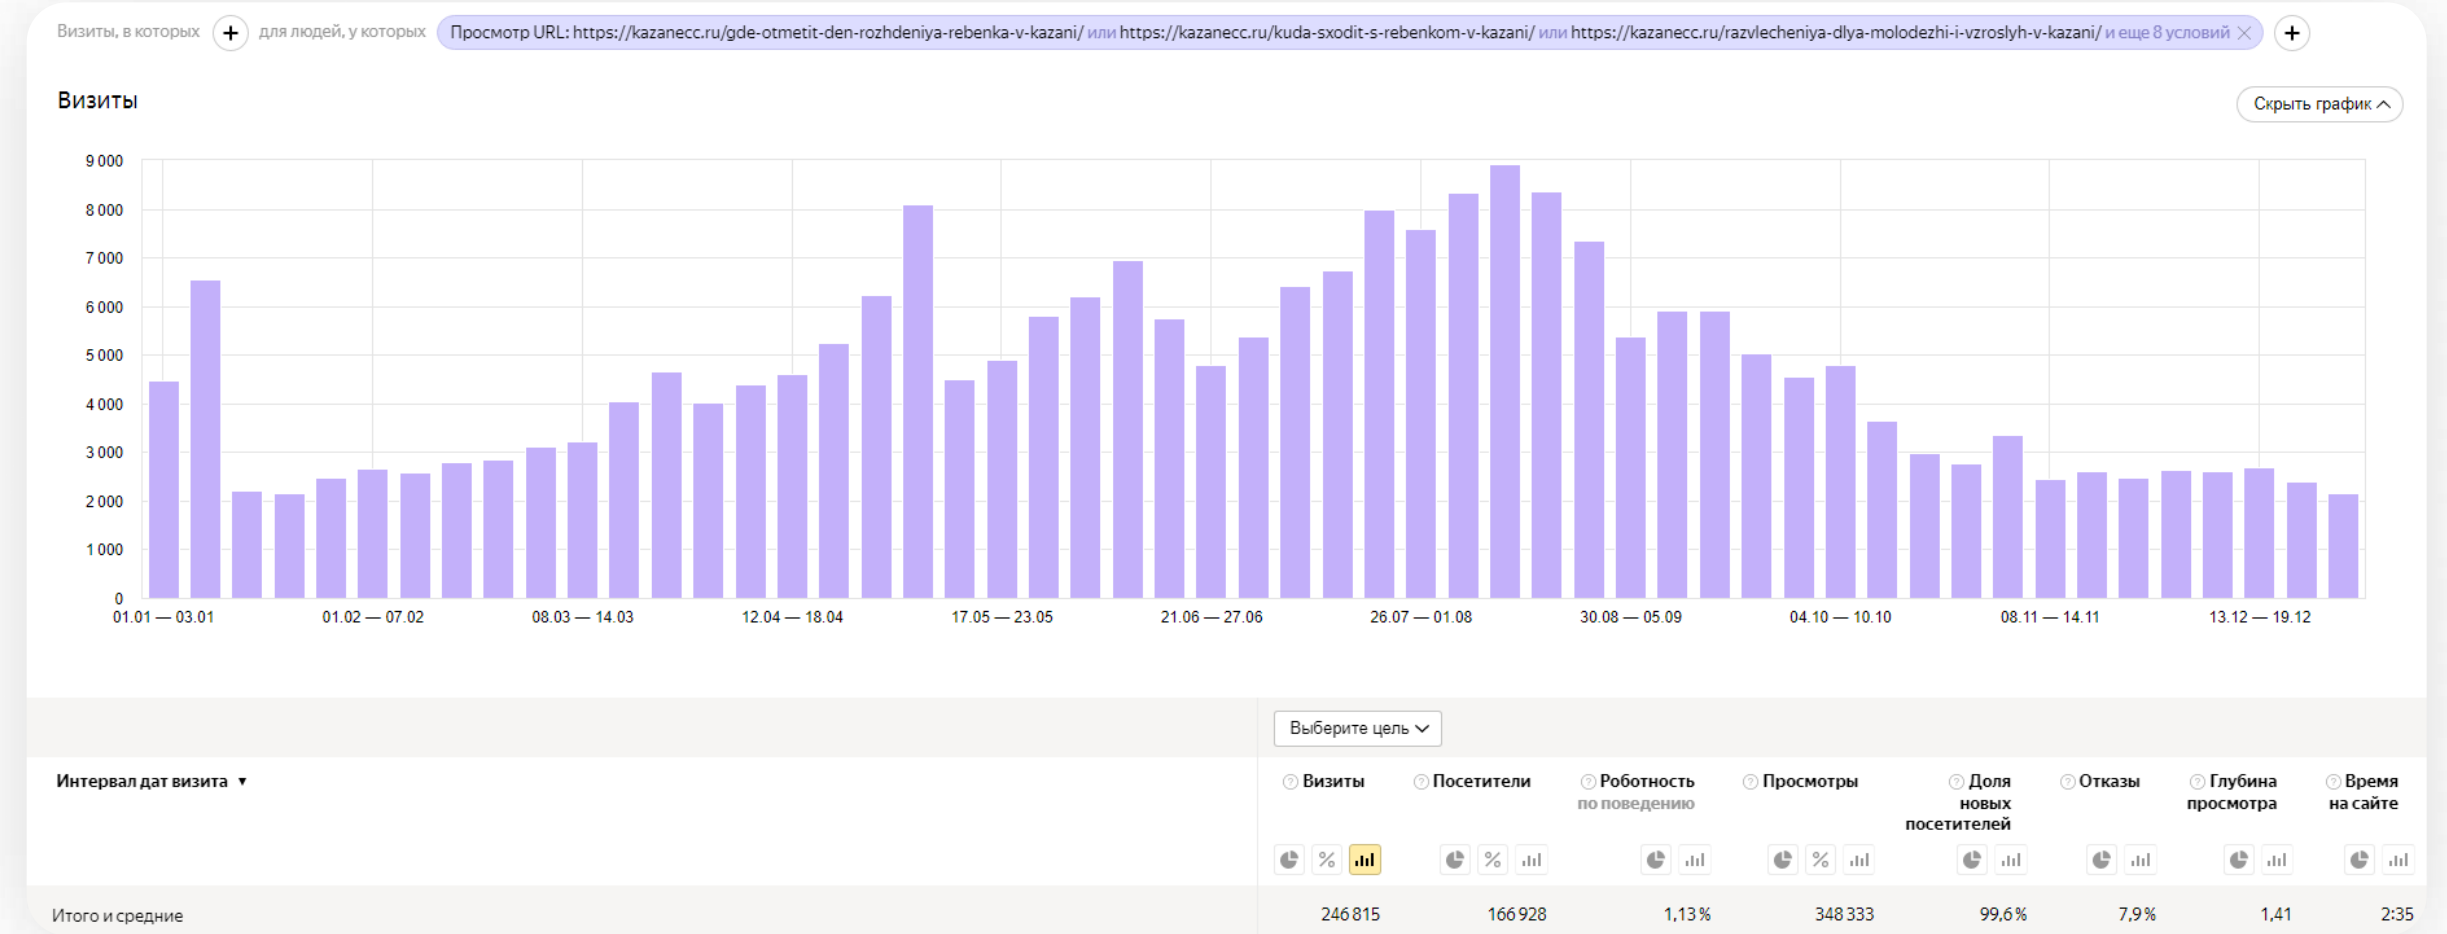 Визиты, в которых + для людей, у которых Просмотр URL: https://kazanecc.ru/gde-otmetit-den-rozhdeniya-rebenka-v-kazani/ или https://kazanecc.ru/kuda-sxodit-s-rebenkom-v-kazani/ или https://kazanecc.ru/razvlecheniya-dlya-molodezhi-i-vzroslyh-v-kazani/ и еще 8 условий × +
Визиты
Скрыть график
9 000
8 000
7 000
6 000
5 000
4 000
3 000
2 000
1 000
0
01.01 — 03.01 01.02 — 07.02 08.03 — 14.03 12.04 — 18.04 17.05 — 23.05 21.06 — 27.06 26.07 — 01.08 30.08 — 05.09 04.10 — 10.10 08.11 — 14.11 13.12 — 19.12
Выберите цель
Интервал дат визита ▼ ? Визиты ? Посетители ? Роботность ? Просмотры ? Доля ? Отказы ? Глубина ? Время
по поведению новых просмотра на сайте
посетителей
% % %
Итого и средние 246 815 166 928 1,13 % 348 333 99,6 % 7,9 % 1,41 2:35